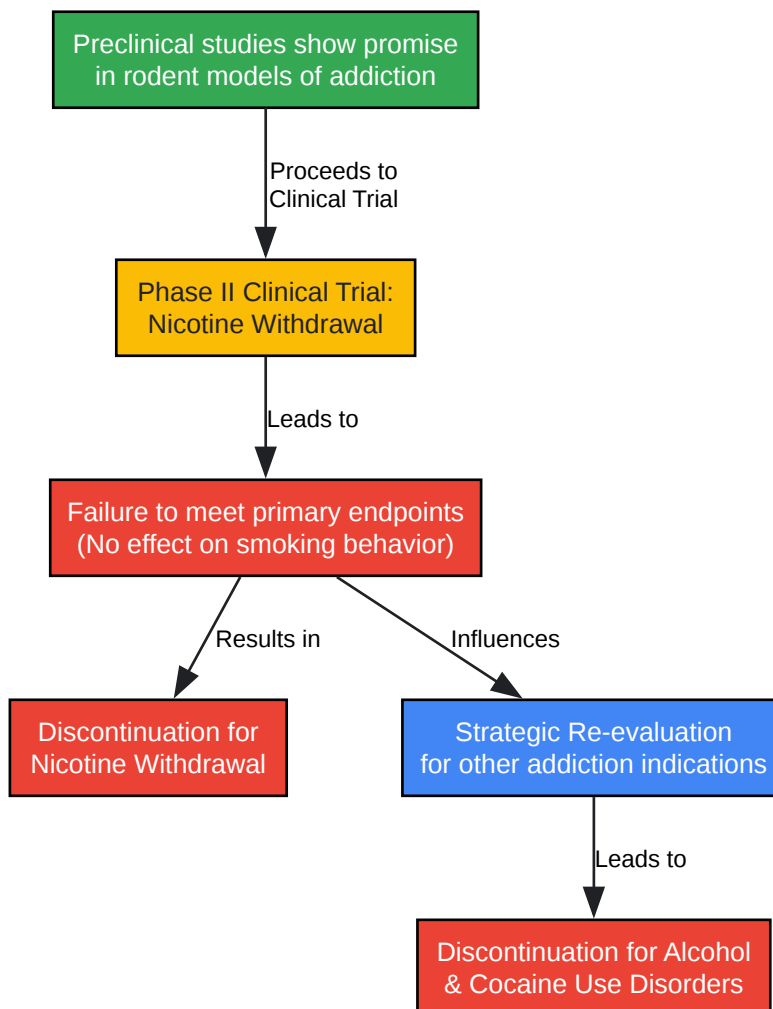 Preclinical studies show promise
in rodent models of addiction
Proceeds to
Clinical Trial
Phase II Clinical Trial:
Nicotine Withdrawal
Leads to
Failure to meet primary endpoints
(No effect on smoking behavior)
Results in
Influences
Discontinuation for
Nicotine Withdrawal
Strategic Re-evaluation
for other addiction indications
Leads to
Discontinuation for Alcohol
& Cocaine Use Disorders